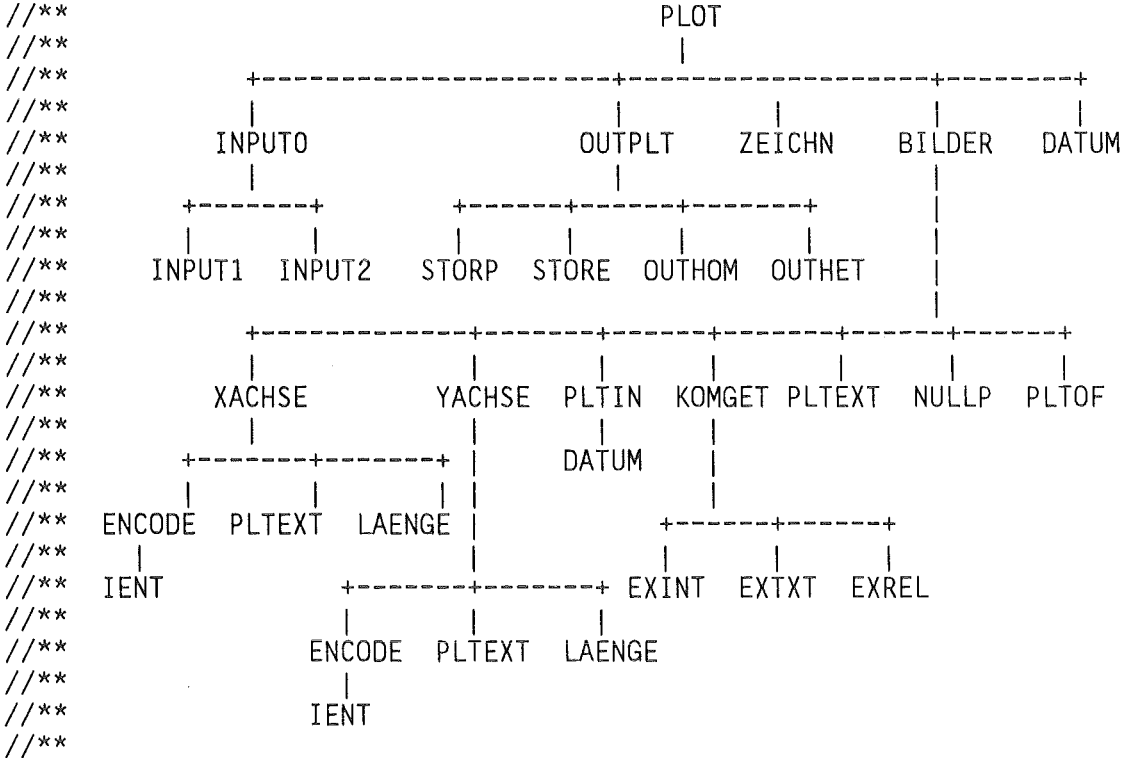 //**                                     PLOT
//**                                      |
//**           +----------------------+-------------------+--------+
//**           |                      |         |         |        |
//**         INPUTO                 OUTPLT    ZEICHN    BILDER   DATUM
//**           |                      |                   |
//**       +-------+        +------+------+-------+       |
//**       |       |        |      |      |       |       |
//**     INPUT1  INPUT2   STORP  STORE  OUTHOM  OUTHET    |
//**                                                      |
//**           +-------------+-------+------+-------+------+------+
//**           |             |       |      |       |      |      |
//**         XACHSE        YACHSE  PLTIN  KOMGET PLTEXT  NULLP  PLTOF
//**           |             |       |      |
//**       +-------+-------+ |     DATUM    |
//**       |       |       | |              |
//**  ENCODE  PLTEXT  LAENGE |           +------+------+
//**    |                    |           |      |      |
//**  IENT           +-------+-------+ EXINT  EXTXT  EXREL
//**                 |       |       |
//**               ENCODE  PLTEXT  LAENGE
//**                 |
//**               IENT
//**